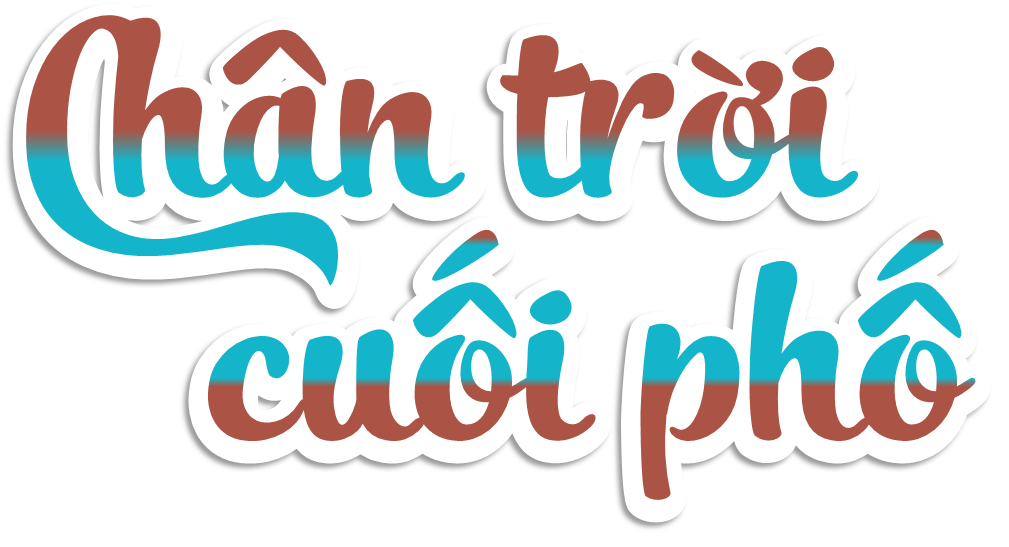 Chân trời
cuối phố